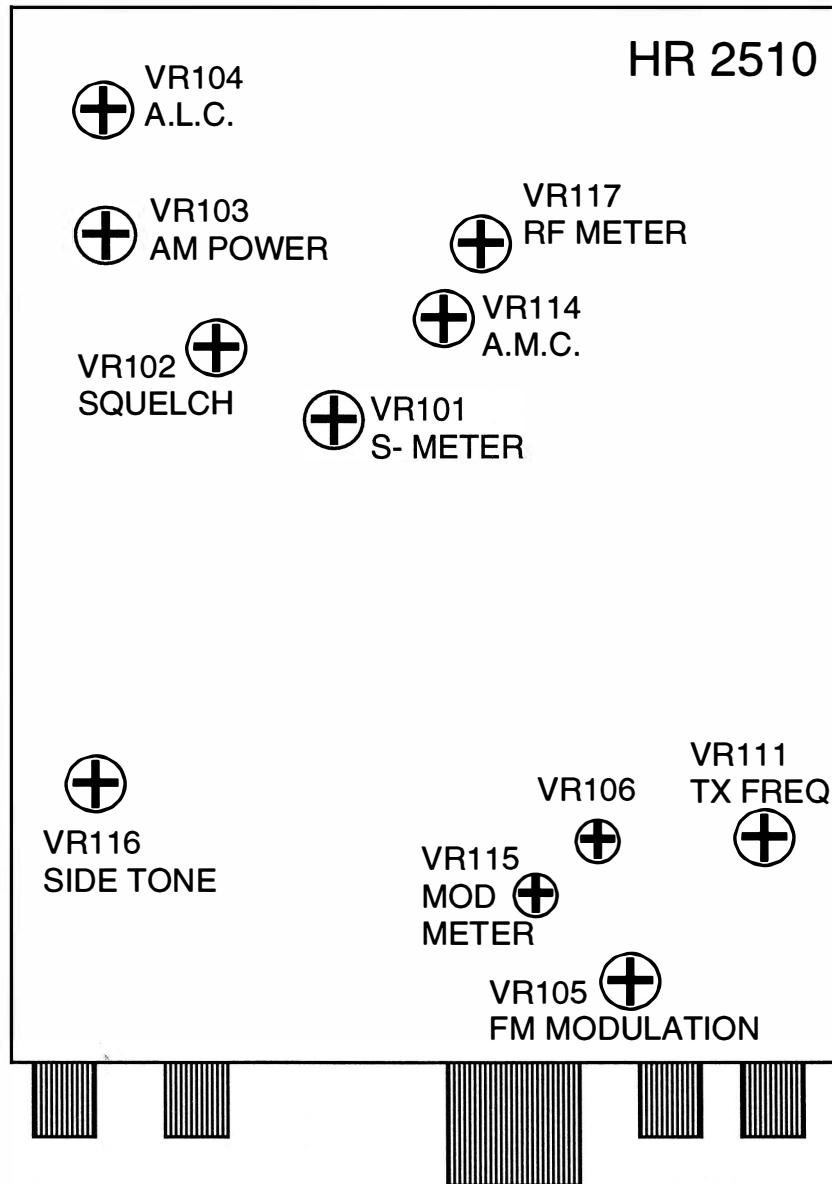 HR 2510
VR104
A.L.C.
VR103
AM POWER
VR117
RF METER
VR114
A.M.C.
VR102
SQUELCH
VR101
S- METER
VR111
TX FREQ
VR106
VR116
SIDE TONE
VR115
MOD
METER
VR105
FM MODULATION